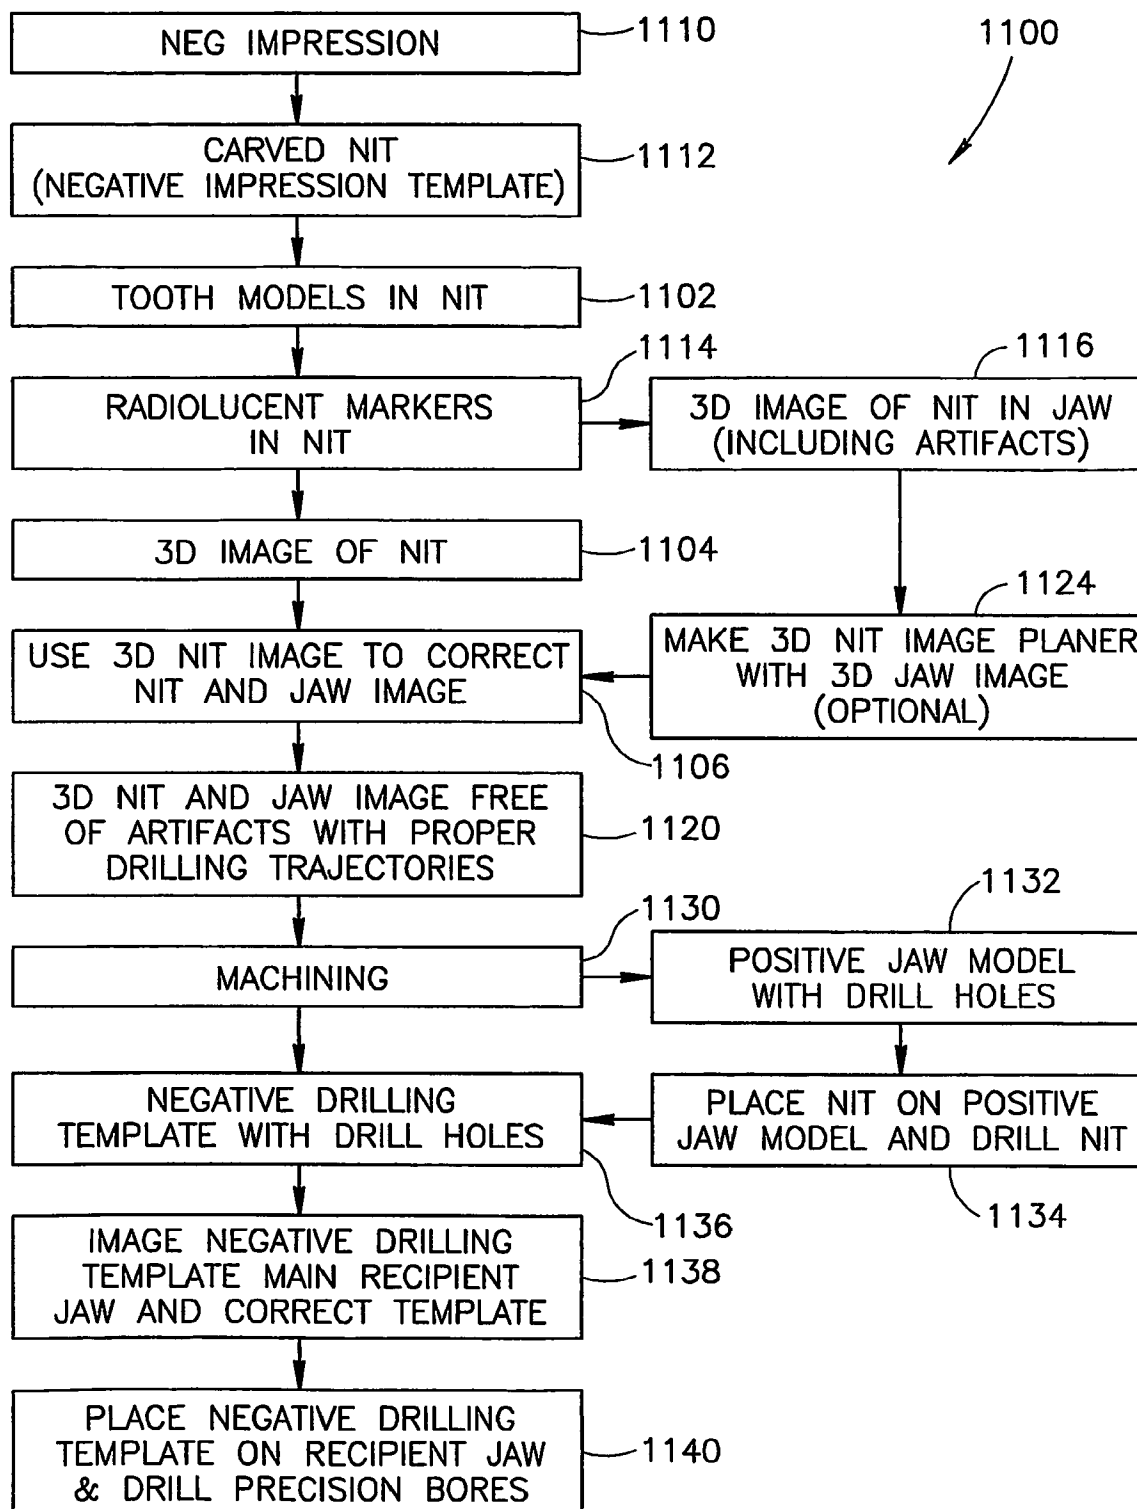 NEG IMPRESSION
1110
1100
CARVED NIT
(NEGATIVE IMPRESSION TEMPLATE)
1112
TOOTH MODELS IN NIT
1102
RADIOLUCENT MARKERS
IN NIT
1114
3D IMAGE OF NIT IN JAW
(INCLUDING ARTIFACTS)
1116
3D IMAGE OF NIT
1104
MAKE 3D NIT IMAGE PLANER
WITH 3D JAW IMAGE
(OPTIONAL)
1124
USE 3D NIT IMAGE TO CORRECT
NIT AND JAW IMAGE
1106
3D NIT AND JAW IMAGE FREE
OF ARTIFACTS WITH PROPER
DRILLING TRAJECTORIES
1120
MACHINING
1130
POSITIVE JAW MODEL
WITH DRILL HOLES
1132
PLACE NIT ON POSITIVE
JAW MODEL AND DRILL NIT
1134
NEGATIVE DRILLING
TEMPLATE WITH DRILL HOLES
1136
IMAGE NEGATIVE DRILLING
TEMPLATE MAIN RECIPIENT
JAW AND CORRECT TEMPLATE
1138
PLACE NEGATIVE DRILLING
TEMPLATE ON RECIPIENT JAW
& DRILL PRECISION BORES
1140